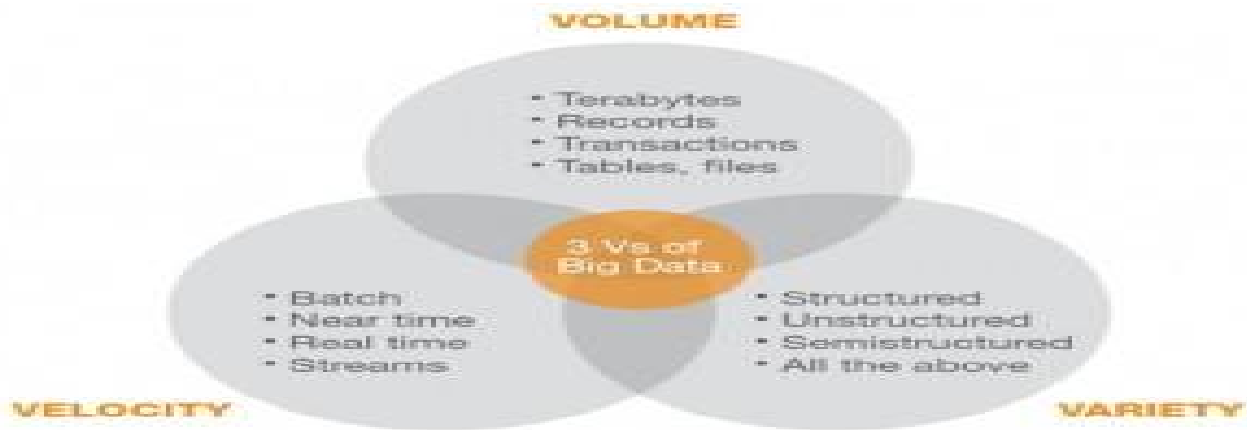 VOLUME
• Terabytes
• Records
• Transactions
• Tables, files
3 Vs of
Big Data
• Batch
• Near time
• Real time
• Streams
• Structured
• Unstructured
• Semistructured
• All the above
VELOCITY
VARIETY